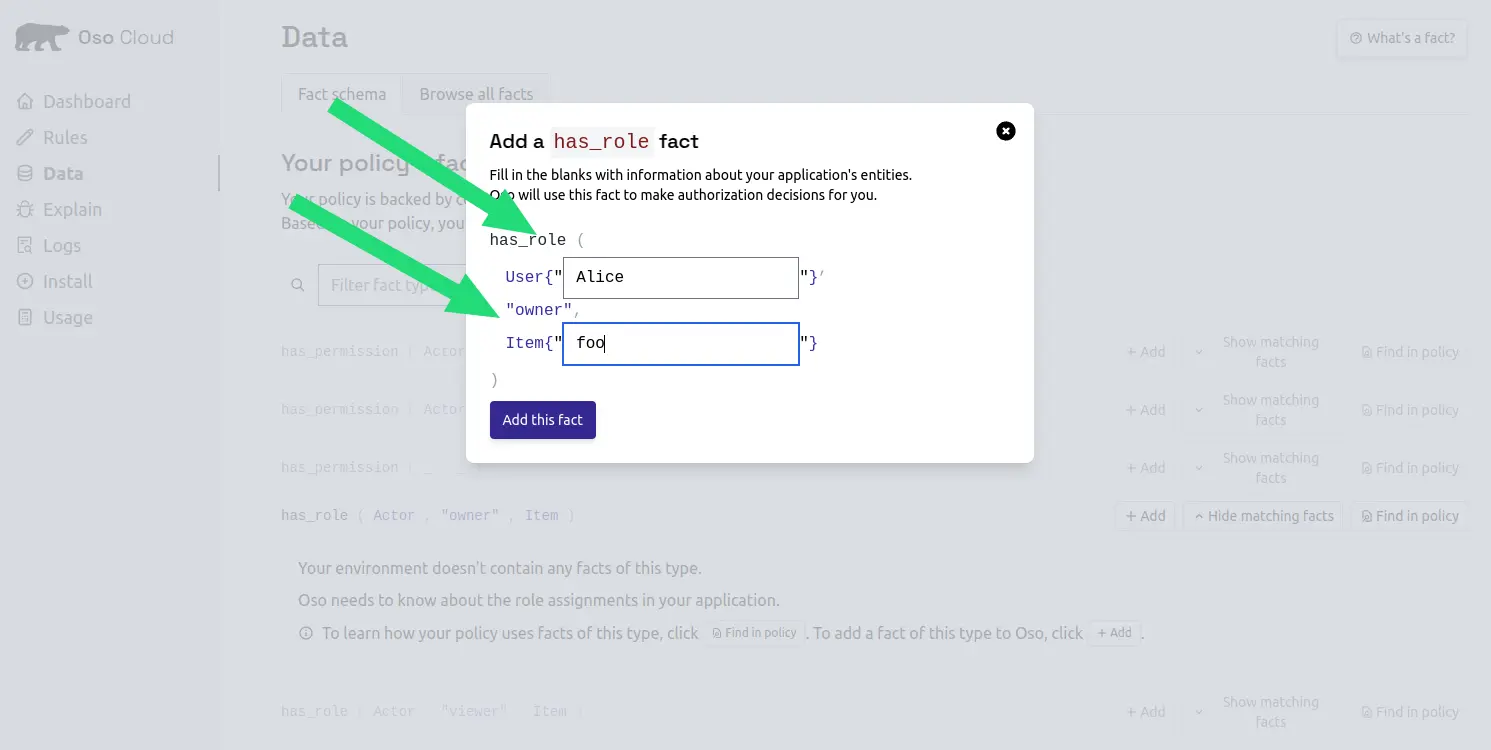 Oso Cloud
Data
What's a fact?
Dashboard
Rules
Data
Explain
Logs
Install
Usage
Fact schema
Browse all facts
Your policy
fac
Your policy is backed by
Based
your policy, you
Filter fact typ
Add a has_role fact
Fill in the blanks with information about your application's entities.
Oso will use this fact to make authorization decisions for you.
has_role (
User{" Alice "},
"owner",
Item{" foo "}
)
Add this fact
has_permission ( Actor
+ Add
Show matching
facts
Find in policy
has_permission ( Actor
+ Add
Show matching
facts
Find in policy
has_permission ( _
+ Add
Show matching
facts
Find in policy
has_role ( Actor , "owner" , Item )
+ Add
Hide matching facts
Find in policy
Your environment doesn't contain any facts of this type.
Oso needs to know about the role assignments in your application.
To learn how your policy uses facts of this type, click Find in policy . To add a fact of this type to Oso, click + Add .
has_role ( Actor , "viewer" , Item )
+ Add
Show matching
facts
Find in policy